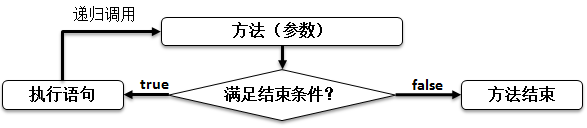 递归调用
方法（参数）
执行语句
true
满足结束条件？
false
方法结束